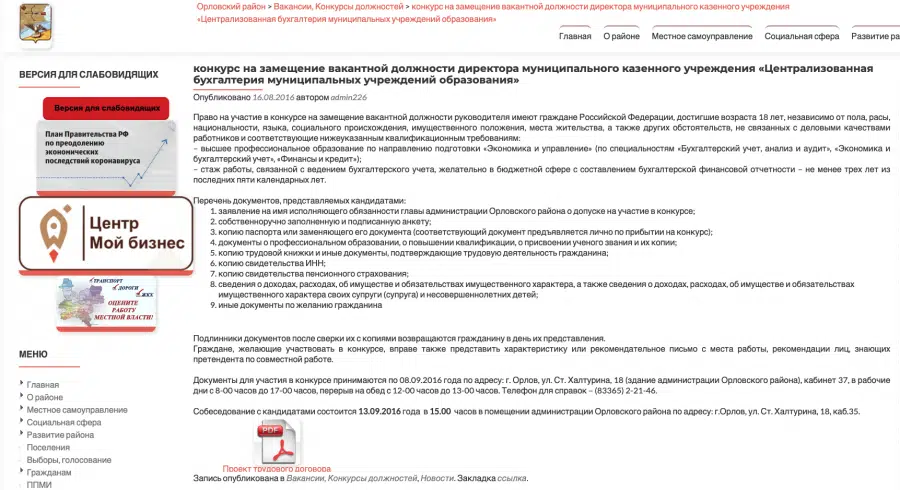 Орловский район > Вакансии, Конкурсы должностей > конкурс на замещение вакантной должности директора муниципального казенного учреждения
«Централизованная бухгалтерия муниципальных учреждений образования»
Главная О районе Местное самоуправление Социальная сфера Развитие ра
ВЕРСИЯ ДЛЯ СЛАБОВИДЯЩИХ
Версия для слабовидящих
План Правительства РФ
по преодолению
экономических
последствий коронавируса
Центр
Мой бизнес
ТРАНСПОРТ
ДОРОГИ
ЖКХ
ОЦЕНИТЕ
РАБОТУ
МЕСТНОЙ ВЛАСТИ!
МЕНЮ
Главная
О районе
Местное самоуправление
Социальная сфера
Развитие района
Поселения
Выборы, голосование
Гражданам
ППМИ
конкурс на замещение вакантной должности директора муниципального казенного учреждения «Централизованная
бухгалтерия муниципальных учреждений образования»
Опубликовано 16.08.2016 автором admin226
Право на участие в конкурсе на замещение вакантной должности руководителя имеют граждане Российской Федерации, достигшие возраста 18 лет, независимо от пола, расы,
национальности, языка, социального происхождения, имущественного положения, места жительства, а также других обстоятельств, не связанных с деловыми качествами
работников и соответствующие нижеуказанным квалификационным требованиям:
– высшее профессиональное образование по направлению подготовки «Экономика и управление» (по специальностям «Бухгалтерский учет, анализ и аудит», «Экономика и
бухгалтерский учет», «Финансы и кредит»);
– стаж работы, связанной с ведением бухгалтерского учета, желательно в бюджетной сфере с составлением бухгалтерской финансовой отчетности – не менее трех лет из
последних пяти календарных лет.
Перечень документов, представляемых кандидатами:
1. заявление на имя исполняющего обязанности главы администрации Орловского района о допуске на участие в конкурсе;
2. собственноручно заполненную и подписанную анкету;
3. копию паспорта или заменяющего его документа (соответствующий документ предъявляется лично по прибытии на конкурс);
4. документы о профессиональном образовании, о повышении квалификации, о присвоении ученого звания и их копии;
5. копию трудовой книжки и иные документы, подтверждающие трудовую деятельность гражданина;
6. копию свидетельства ИНН;
7. копию свидетельства пенсионного страхования;
8. сведения о доходах, расходах, об имуществе и обязательствах имущественного характера, а также сведения о доходах, расходах, об имуществе и обязательствах
имущественного характера своих супруги (супруга) и несовершеннолетних детей;
9. иные документы по желанию гражданина
Подлинники документов после сверки их с копиями возвращаются гражданину в день их представления.
Граждане, желающие участвовать в конкурсе, вправе также представить характеристику или рекомендательное письмо с места работы, рекомендации лиц, знающих
претендента по совместной работе.
Документы для участия в конкурсе принимаются по 08.09.2016 года по адресу: г. Орлов, ул. Ст. Халтурина, 18 (здание администрации Орловского района), кабинет 37, в рабочие
дни с 8-00 часов до 17-00 часов, перерыв на обед с 12-00 часов до 13-00 часов. Телефон для справок – (83365) 2-21-46.
Собеседование с кандидатами состоится 13.09.2016 года в 15.00 часов в помещении администрации Орловского района по адресу: г.Орлов, ул. Ст. Халтурина, 18, каб.35.
PDF
Проект трудового договора
Запись опубликована в Вакансии, Конкурсы должностей, Новости. Закладка ссылка.